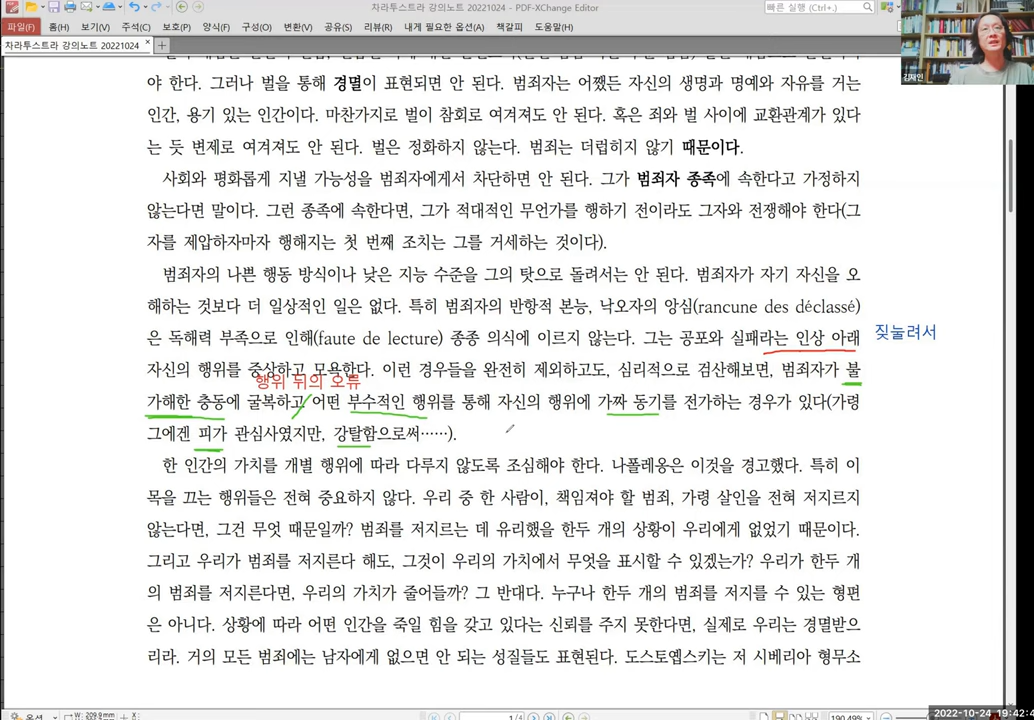 차라투스트라 강의노트 20221024 - PDF-XChange Editor
빠른 실행 (Ctrl+.)
파일(F) 홈(H) 보기(V) 주석(C) 보호(P) 양식(F) 구성(O) 변환(V) 공유(S) 리뷰(R) 내게 필요한 옵션(A) 책갈피 도움말(H)
차라투스트라 강의노트 20221024
김재인
야 한다. 그러나 벌을 통해 경멸이 표현되면 안 된다. 범죄자는 어쨌든 자신의 생명과 명예와 자유를 거는
인간, 용기 있는 인간이다. 마찬가지로 벌이 참회로 여겨져도 안 된다. 혹은 죄와 벌 사이에 교환관계가 있다
는 듯 변제로 여겨져도 안 된다. 벌은 정화하지 않는다. 범죄는 더럽히지 않기 때문이다.
사회와 평화롭게 지낼 가능성을 범죄자에게서 차단하면 안 된다. 그가 범죄자 종족에 속한다고 가정하지
않는다면 말이다. 그런 종족에 속한다면, 그가 적대적인 무언가를 행하기 전이라도 그자와 전쟁해야 한다(그
자를 제압하자마자 행해지는 첫 번째 조치는 그를 거세하는 것이다).
범죄자의 나쁜 행동 방식이나 낮은 지능 수준을 그의 탓으로 돌려서는 안 된다. 범죄자가 자기 자신을 오
해하는 것보다 더 일상적인 일은 없다. 특히 범죄자의 반항적 본능, 낙오자의 앙심(rancune des déclassé)
은 독해력 부족으로 인해(faute de lecture) 종종 의식에 이르지 않는다. 그는 공포와 실패라는 인상 아래
짖눌려서
자신의 행위를 중상하고 모욕한다. 이런 경우들을 완전히 제외하고도, 심리적으로 검산해보면, 범죄자가 불
행위 뒤의 오류
가해한 충동에 굴복하고 어떤 부수적인 행위를 통해 자신의 행위에 가짜 동기를 전가하는 경우가 있다(가령
그에겐 피가 관심사였지만, 강탈함으로써……).
한 인간의 가치를 개별 행위에 따라 다루지 않도록 조심해야 한다. 나폴레옹은 이것을 경고했다. 특히 이
목을 끄는 행위들은 전혀 중요하지 않다. 우리 중 한 사람이, 책임져야 할 범죄, 가령 살인을 전혀 저지르지
않는다면, 그건 무엇 때문일까? 범죄를 저지르는 데 유리했을 한두 개의 상황이 우리에게 없었기 때문이다.
그리고 우리가 범죄를 저지른다 해도, 그것이 우리의 가치에서 무엇을 표시할 수 있겠는가? 우리가 한두 개
의 범죄를 저지른다면, 우리의 가치가 줄어들까? 그 반대다. 누구나 한두 개의 범죄를 저지를 수 있는 형편
은 아니다. 상황에 따라 어떤 인간을 죽일 힘을 갖고 있다는 신뢰를 주지 못한다면, 실제로 우리는 경멸받으
리라. 거의 모든 범죄에는 남자에게 없으면 안 되는 성질들도 표현된다. 도스토옙스키는 저 시베리아 형무소
옵션 W: 209.9mm X:
190.49%
2022-10-24 19:42:4